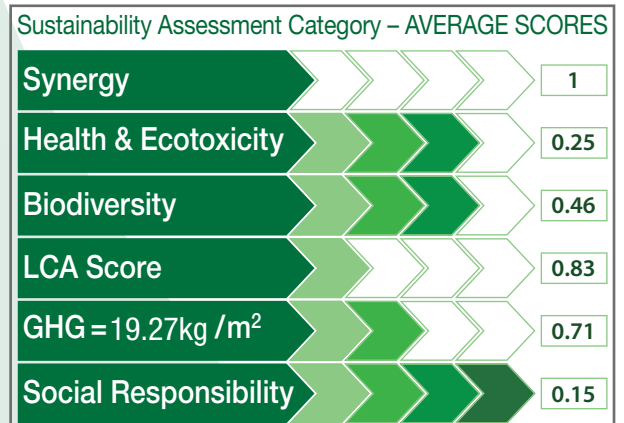 Sustainability Assessment Category – AVERAGE SCORES
Synergy 1
Health & Ecotoxicity 0.25
Biodiversity 0.46
LCA Score 0.83
GHG = 19.27kg /m² 0.71
Social Responsibility 0.15